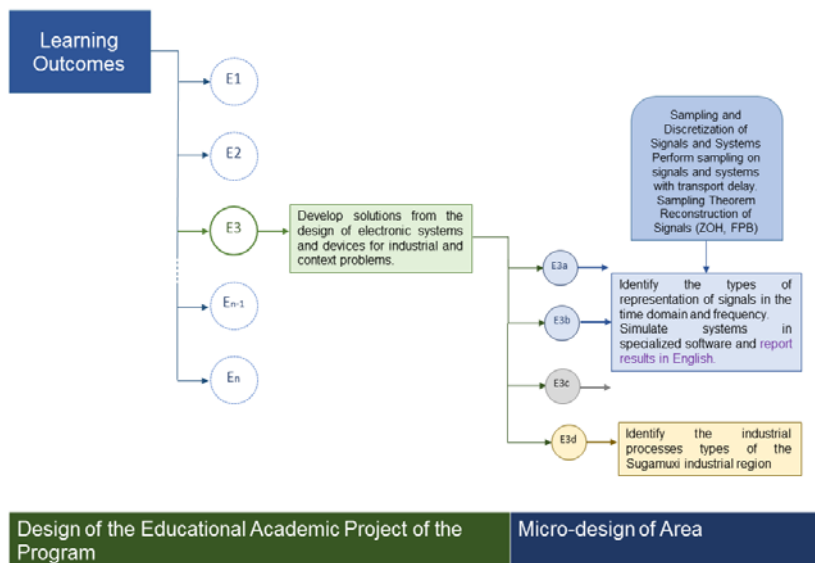 Learning
Outcomes
E1
E2
E3
En-1
En
Develop solutions from the
design of electronic systems
and devices for industrial and
context problems.
E3a
E3b
E3c
E3d
Sampling and
Discretization of
Signals and Systems
Perform sampling on
signals and systems
with transport delay.
Sampling Theorem
Reconstruction of
Signals (ZOH, FPB)
Identify the types of
representation of signals in the
time domain and frequency.
Simulate systems in
specialized software and report
results in English.
Identify the industrial
processes types of the
Sugamuxi industrial region
Design of the Educational Academic Project of the
Program
Micro-design of Area